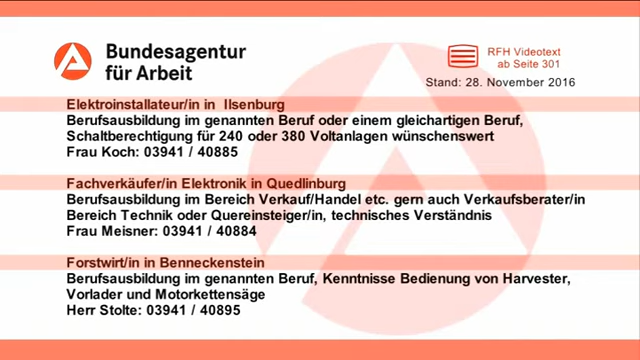 Bundesagentur
für Arbeit
RFH Videotext
ab Seite 301
Stand: 28. November 2016
Elektroinstallateur/in in Ilsenburg
Berufsausbildung im genannten Beruf oder einem gleichartigen Beruf,
Schaltberechtigung für 240 oder 380 Voltanlagen wünschenswert
Frau Koch: 03941 / 40885
Fachverkäufer/in Elektronik in Quedlinburg
Berufsausbildung im Bereich Verkauf/Handel etc. gern auch Verkaufsberater/in
Bereich Technik oder Quereinsteiger/in, technisches Verständnis
Frau Meisner: 03941 / 40884
Forstwirt/in in Benneckenstein
Berufsausbildung im genannten Beruf, Kenntnisse Bedienung von Harvester,
Vorlader und Motorkettensäge
Herr Stolte: 03941 / 40895